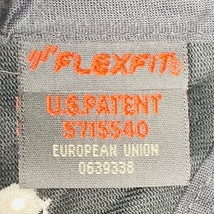 FLEXFIT®
U.S.PATENT
5715540
EUROPEAN UNION
0639338